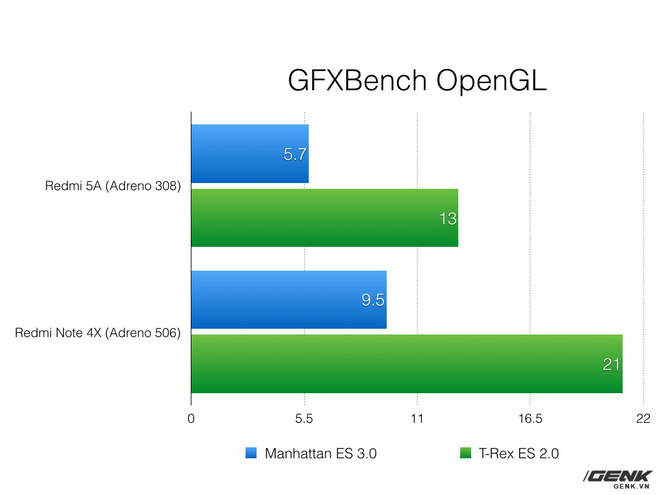 GFXBench OpenGL
5.7
Redmi 5A (Adreno 308)
13
9.5
Redmi Note 4X (Adreno 506)
21
0 5.5 11 16.5 22
Manhattan ES 3.0 T-Rex ES 2.0
/GENK
GENK.VN